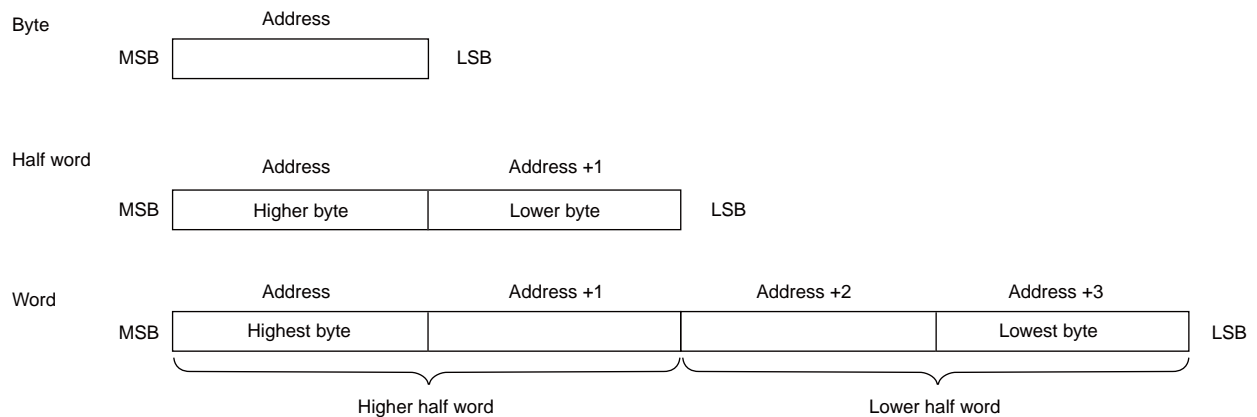 Byte
Address
MSB
LSB
Half word
Address
Address +1
MSB
Higher byte
Lower byte
LSB
Word
Address
Address +1
Address +2
Address +3
MSB
Highest byte
Lowest byte
LSB
Higher half word
Lower half word